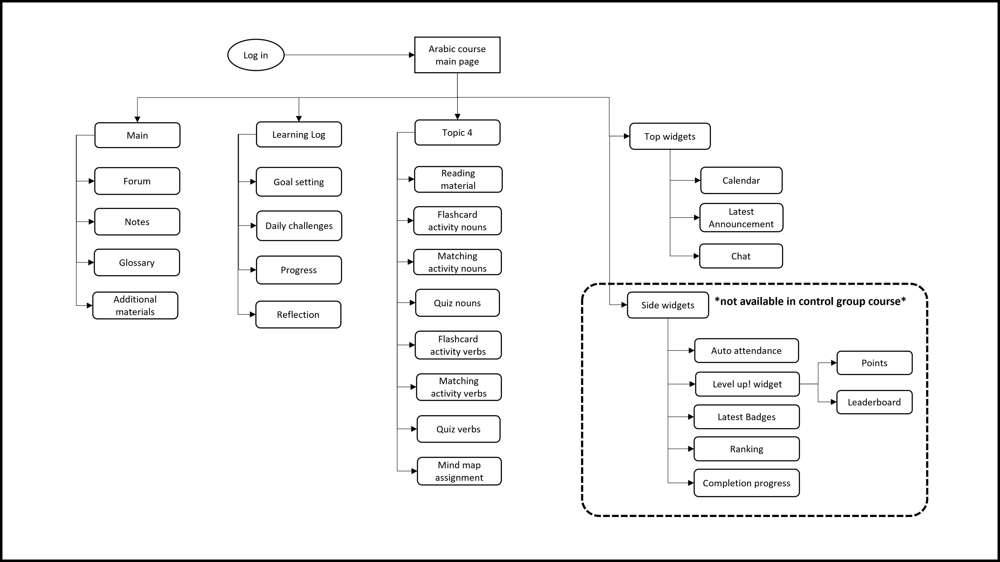 Log in
Arabic course
main page
Main
Forum
Notes
Glossary
Additional
materials
Learning Log
Goal setting
Daily challenges
Progress
Reflection
Topic 4
Reading
material
Flashcard
activity nouns
Matching
activity nouns
Quiz nouns
Flashcard
activity verbs
Matching
activity verbs
Quiz verbs
Mind map
assignment
Top widgets
Calendar
Latest
Announcement
Chat
Side widgets
*not available in control group course*
Auto attendance
Level up! widget
Points
Leaderboard
Latest Badges
Ranking
Completion progress